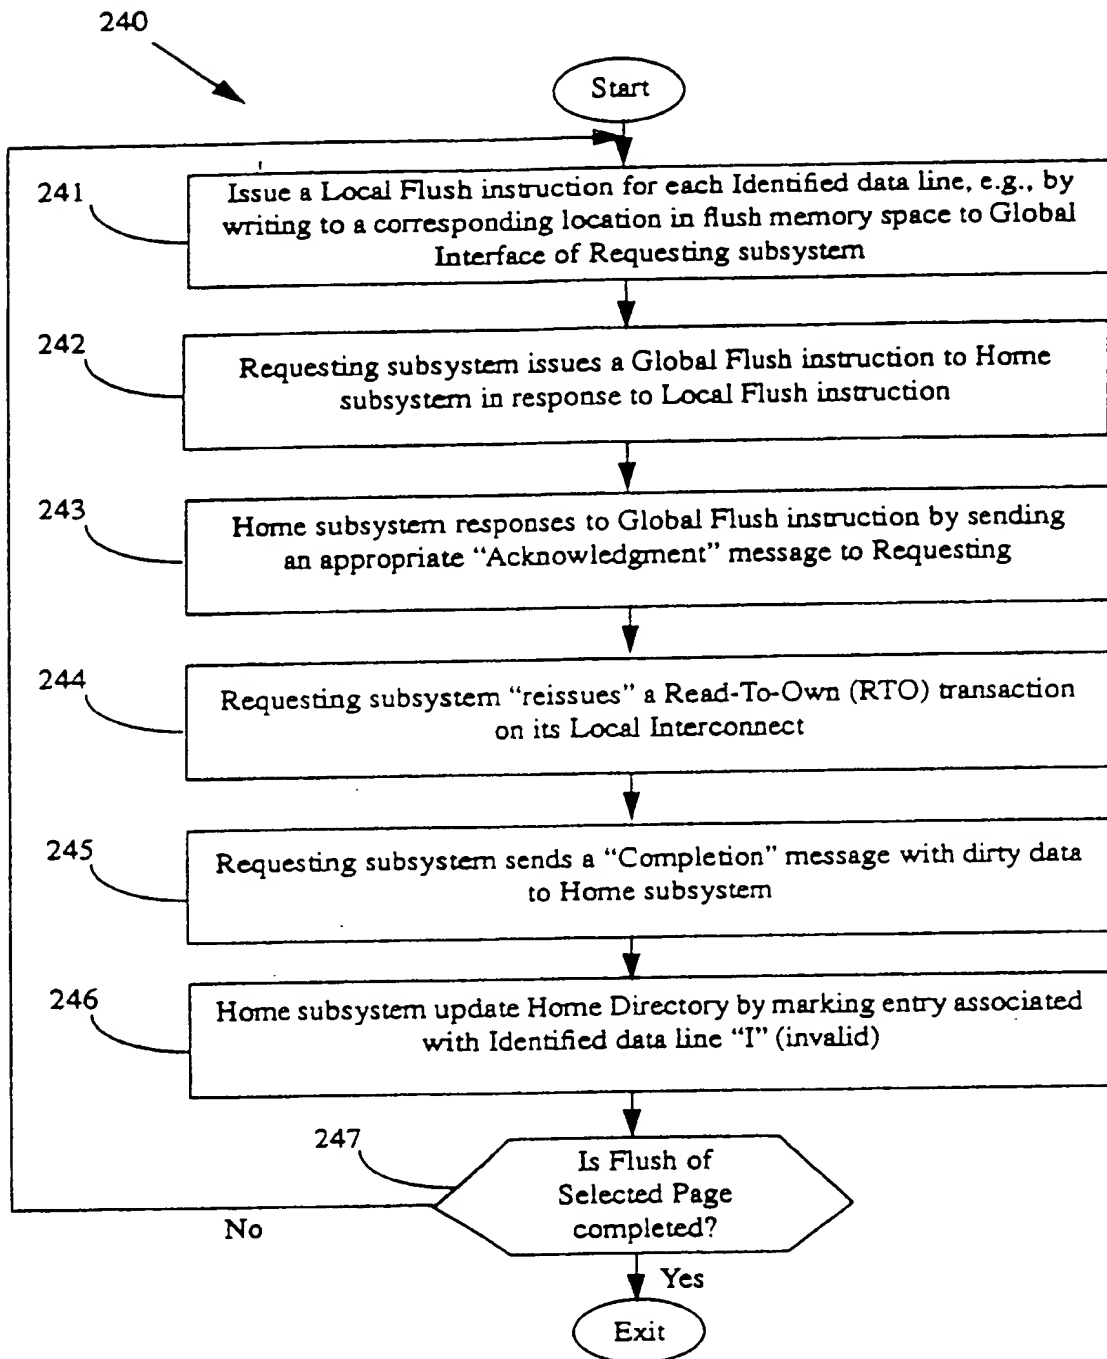 240
Start
241
Issue a Local Flush instruction for each Identified data line, e.g., by
writing to a corresponding location in flush memory space to Global
Interface of Requesting subsystem
242
Requesting subsystem issues a Global Flush instruction to Home
subsystem in response to Local Flush instruction
243
Home subsystem responses to Global Flush instruction by sending
an appropriate “Acknowledgment” message to Requesting
244
Requesting subsystem “reissues” a Read-To-Own (RTO) transaction
on its Local Interconnect
245
Requesting subsystem sends a “Completion” message with dirty data
to Home subsystem
246
Home subsystem update Home Directory by marking entry associated
with Identified data line “I” (invalid)
247
Is Flush of
Selected Page
completed?
No
Yes
Exit